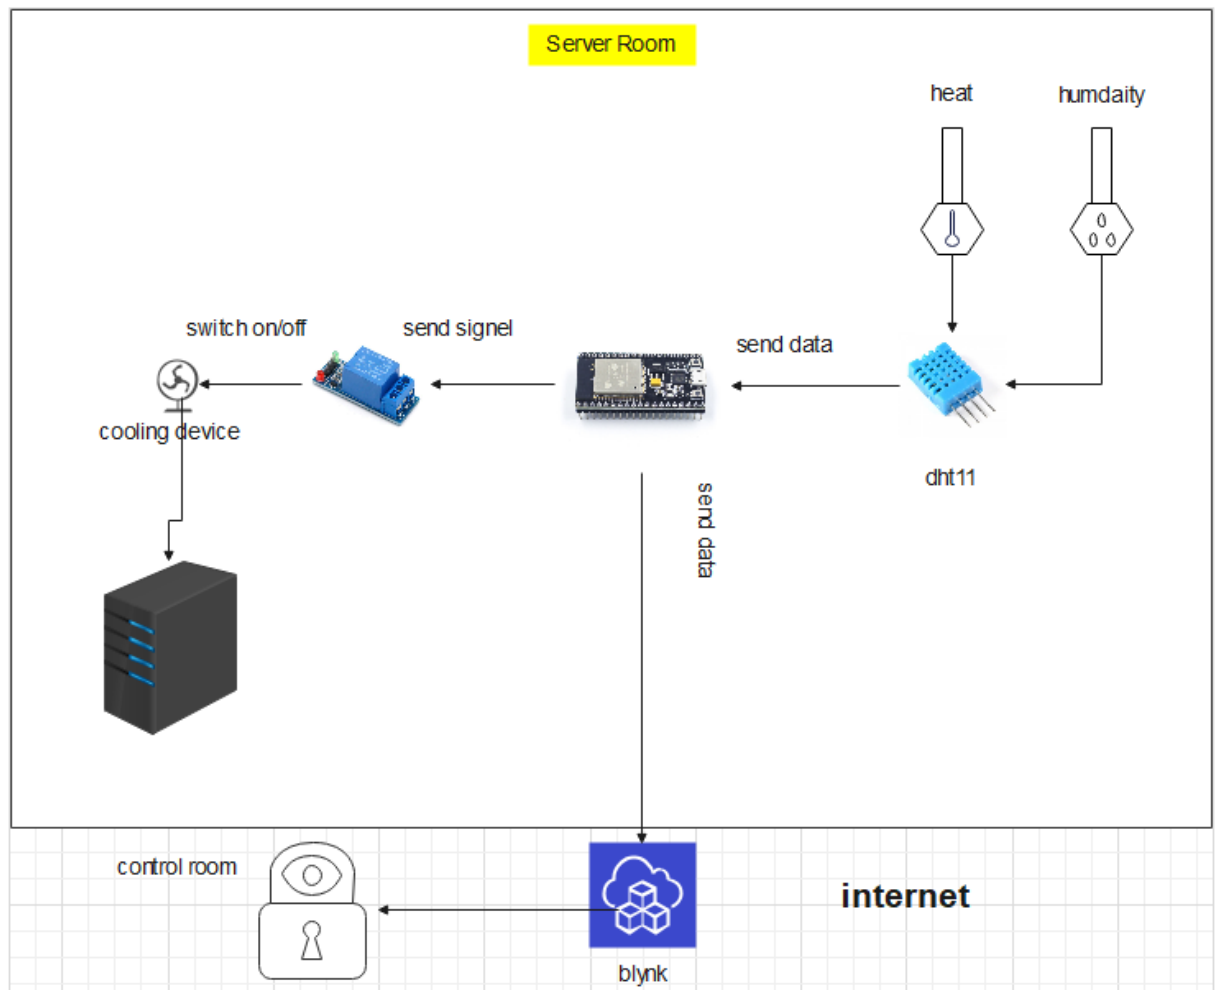 Server Room
heat
humdaity
switch on/off
send signel
send data
cooling device
dht11
send data
control room
internet
blynk